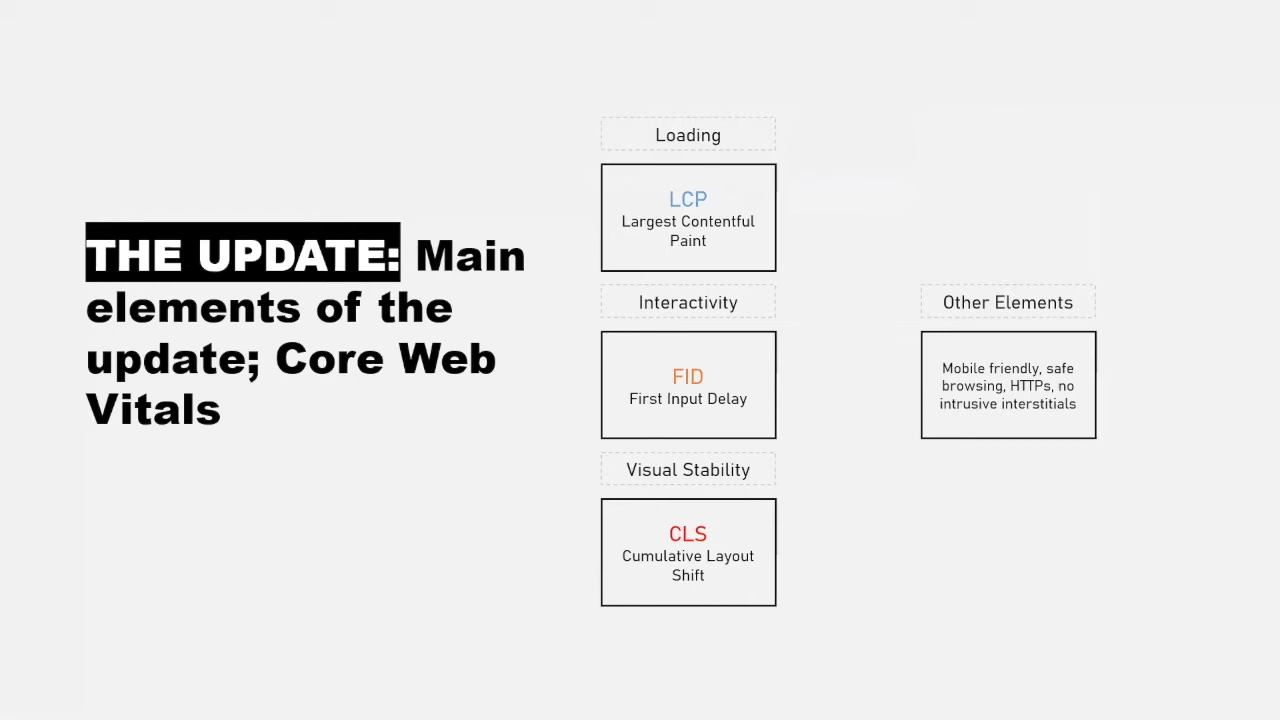 THE UPDATE: Main
elements of the
update; Core Web
Vitals
Loading
LCP
Largest Contentful
Paint
Interactivity
FID
First Input Delay
Visual Stability
CLS
Cumulative Layout
Shift
Other Elements
Mobile friendly, safe
browsing, HTTPs, no
intrusive interstitials